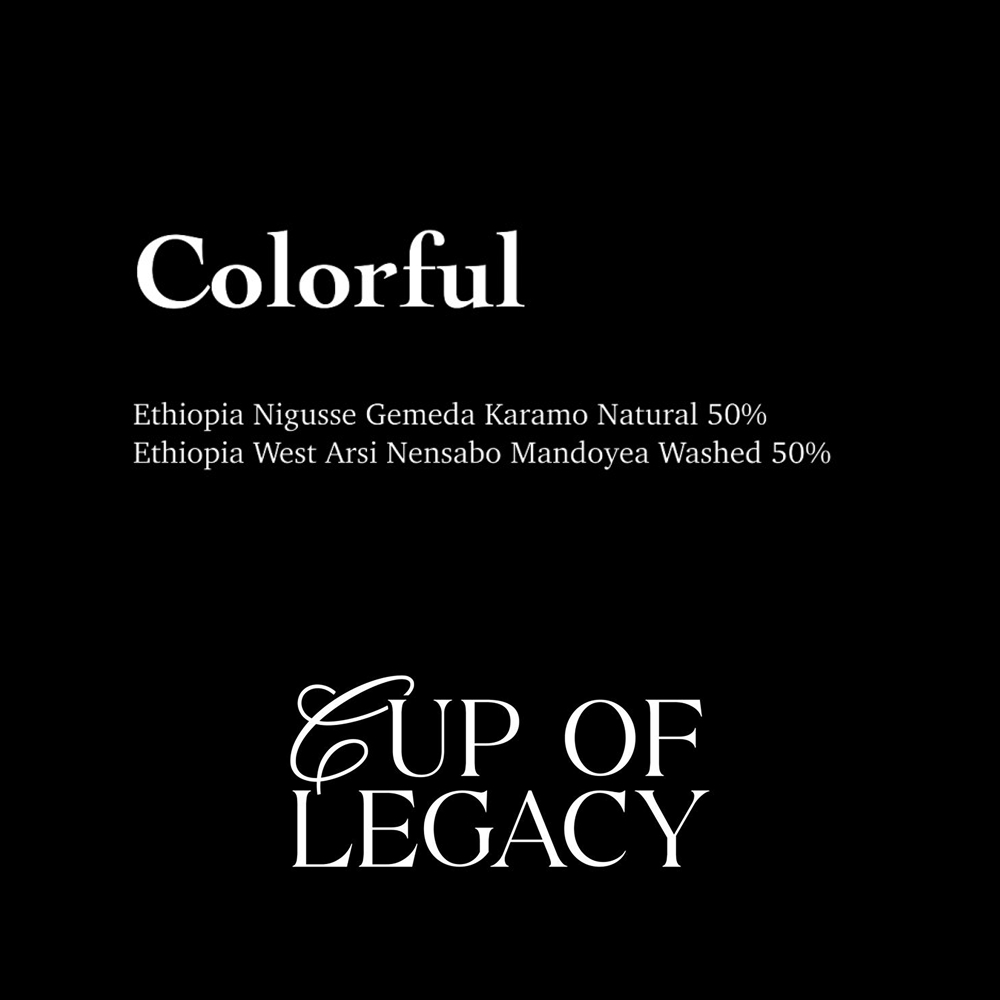 Colorful
Ethiopia Nigusse Gemeda Karamo Natural 50%
Ethiopia West Arsi Nensabo Mandoyea Washed 50%
CUP OF
LEGACY